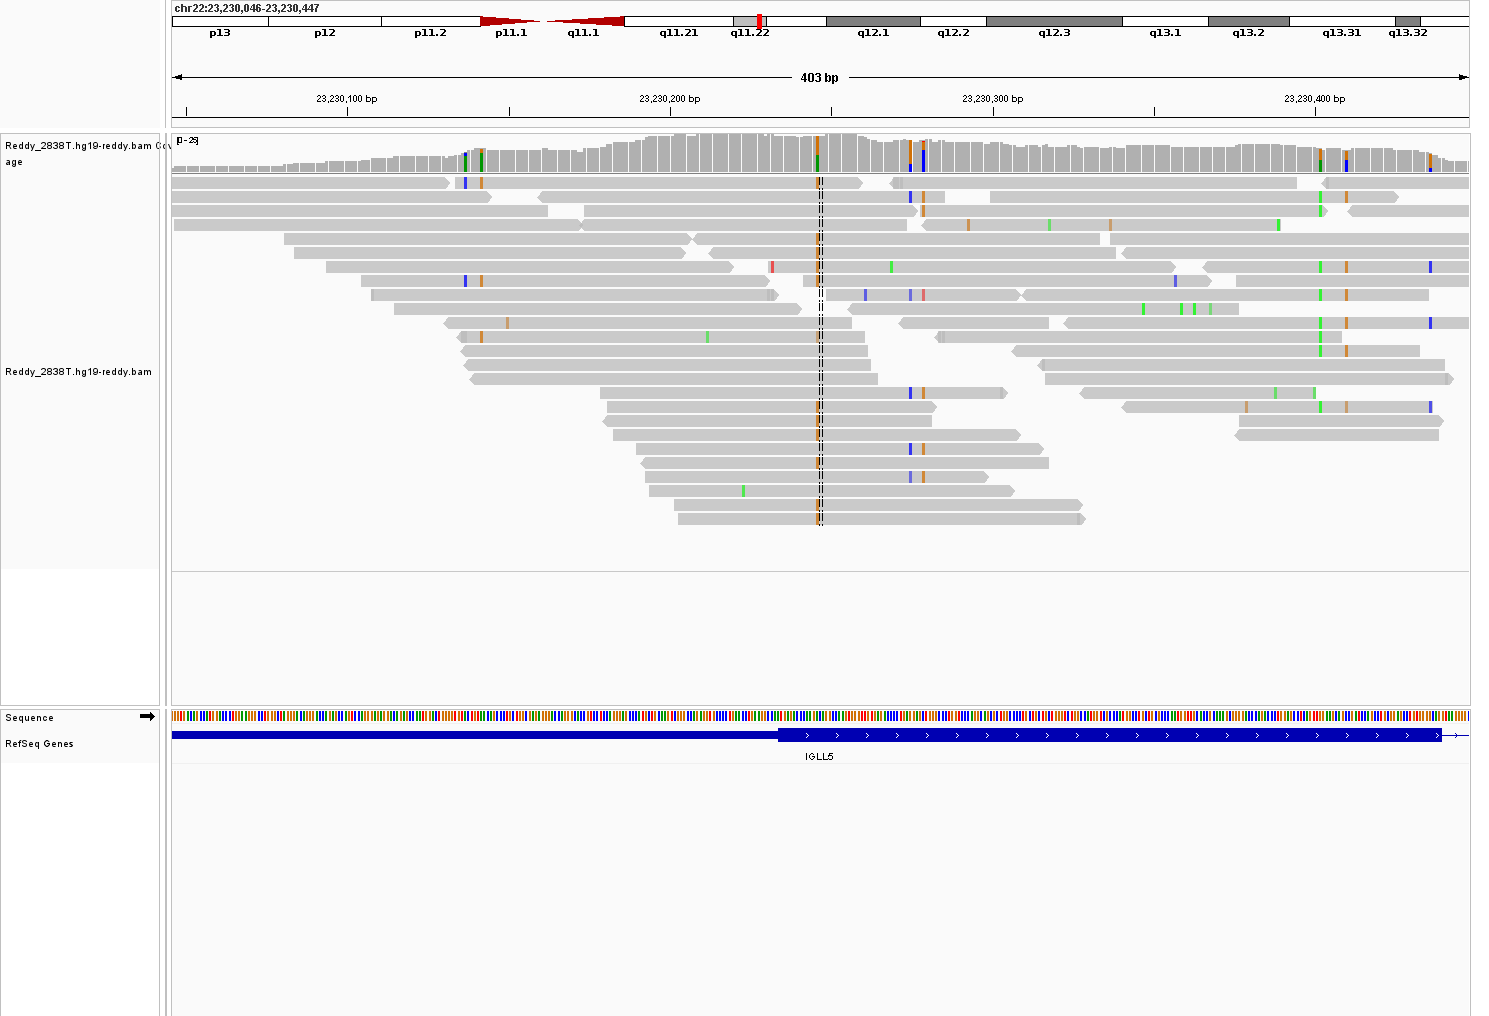 chr22:23,230,046-23,230,447
p13 p12 p11.2 p11.1 q11.1 q11.21 q11.22 q12.1 q12.2 q12.3 q13.1 q13.2 q13.31 q13.32
403 bp
23,230,100 bp 23,230,200 bp 23,230,300 bp 23,230,400 bp
Reddy_2838T.hg19-reddy.bam Cov
age
Reddy_2838T.hg19-reddy.bam
Sequence
RefSeq Genes
IGLL5